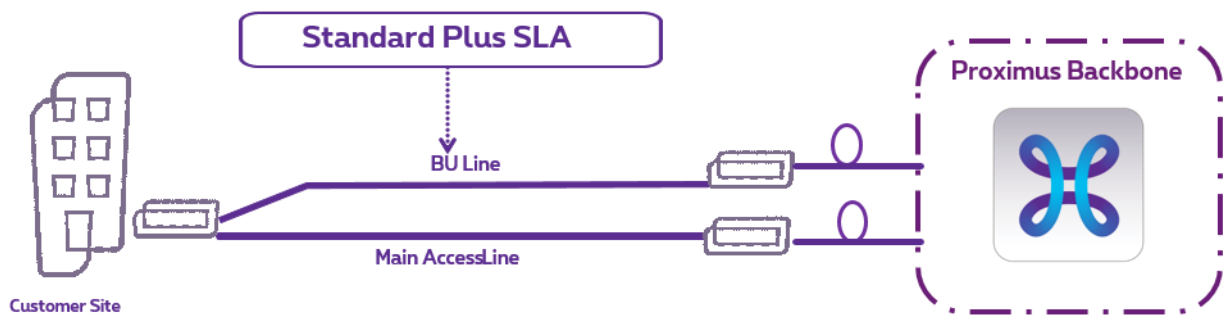 Standard Plus SLA
Proximus Backbone
BU Line
Main AccessLine
Customer Site